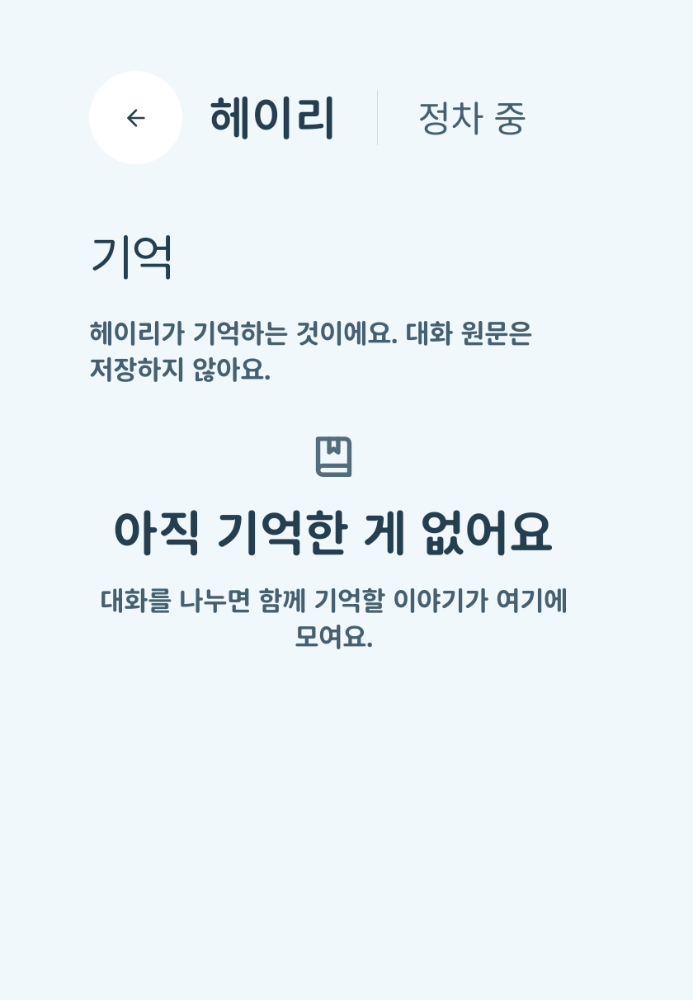 헤이리 정차 중
기억
헤이리가 기억하는 것이에요. 대화 원문은
저장하지 않아요.
아직 기억한 게 없어요
대화를 나누면 함께 기억할 이야기가 여기에
모여요.